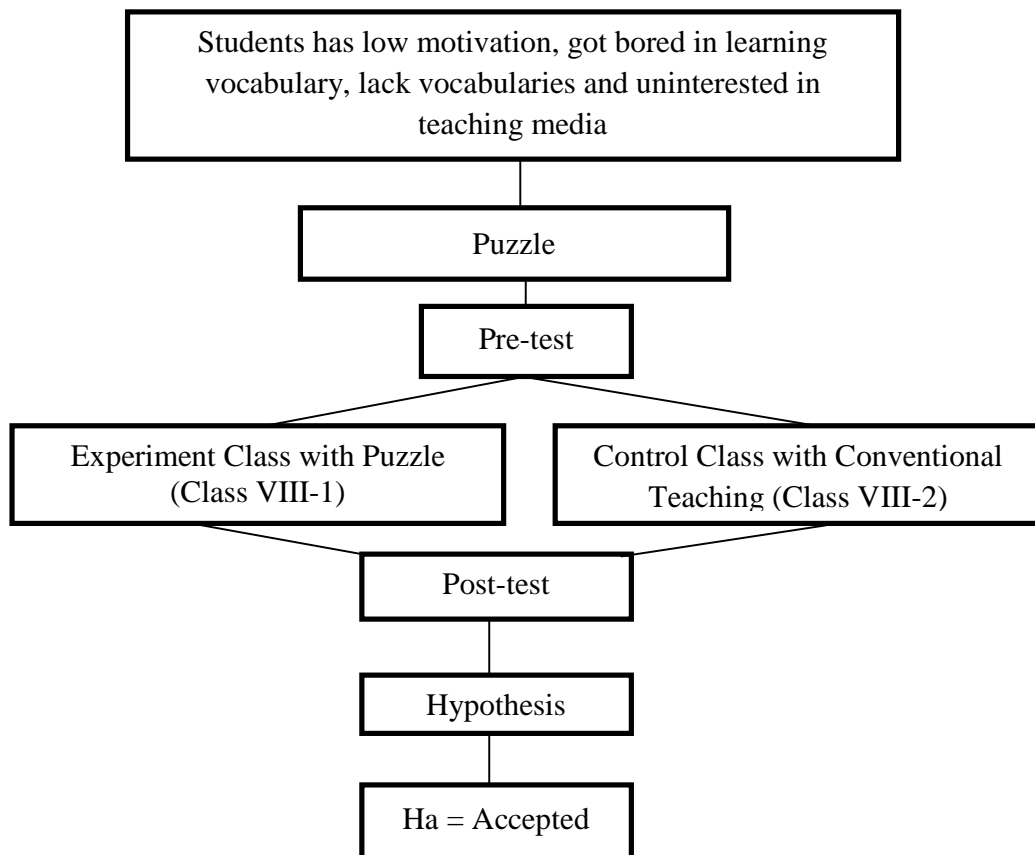 Students has low motivation, got bored in learning
vocabulary, lack vocabularies and uninterested in
teaching media
Puzzle
Pre-test
Experiment Class with Puzzle
(Class VIII-1)
Control Class with Conventional
Teaching (Class VIII-2)
Post-test
Hypothesis
Ha = Accepted